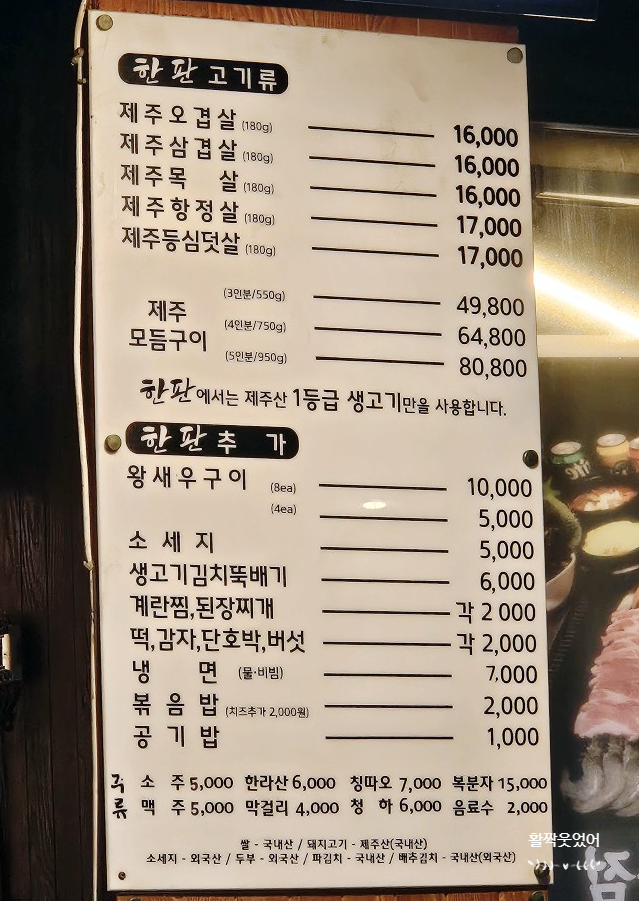 한판 고기류
제주오겹살 (180g) 16,000
제주삼겹살 (180g) 16,000
제주목 살 (180g) 16,000
제주항정살 (180g) 17,000
제주등심덧살 (180g) 17,000
제주 모듬구이
(3인분/550g) 49,800
(4인분/750g) 64,800
(5인분/950g) 80,800
한판에서는 제주산 1등급 생고기만을 사용합니다.
한판 추 가
왕새우구이 (8ea) 10,000
(4ea) 5,000
소 세 지 5,000
생고기김치뚝배기 6,000
계란찜,된장찌개 각 2 000
떡,감자,단호박,버섯 각 2,000
냉 면 (물·비빔) 7,000
볶 음 밥 (치즈추가 2,000원) 2,000
공 기 밥 1,000
주 소 주 5,000 한라산 6,000 칭따오 7,000 복분자 15,000
류 맥 주 5,000 막걸리 4,000 청 하 6,000 음료수 2,000
쌀 - 국내산 / 돼지고기 - 제주산(국내산)
소세지 - 외국산 / 두부 - 외국산 / 파김치 - 국내산 / 배추김치 - 국내산(외국산)
활짝웃었어